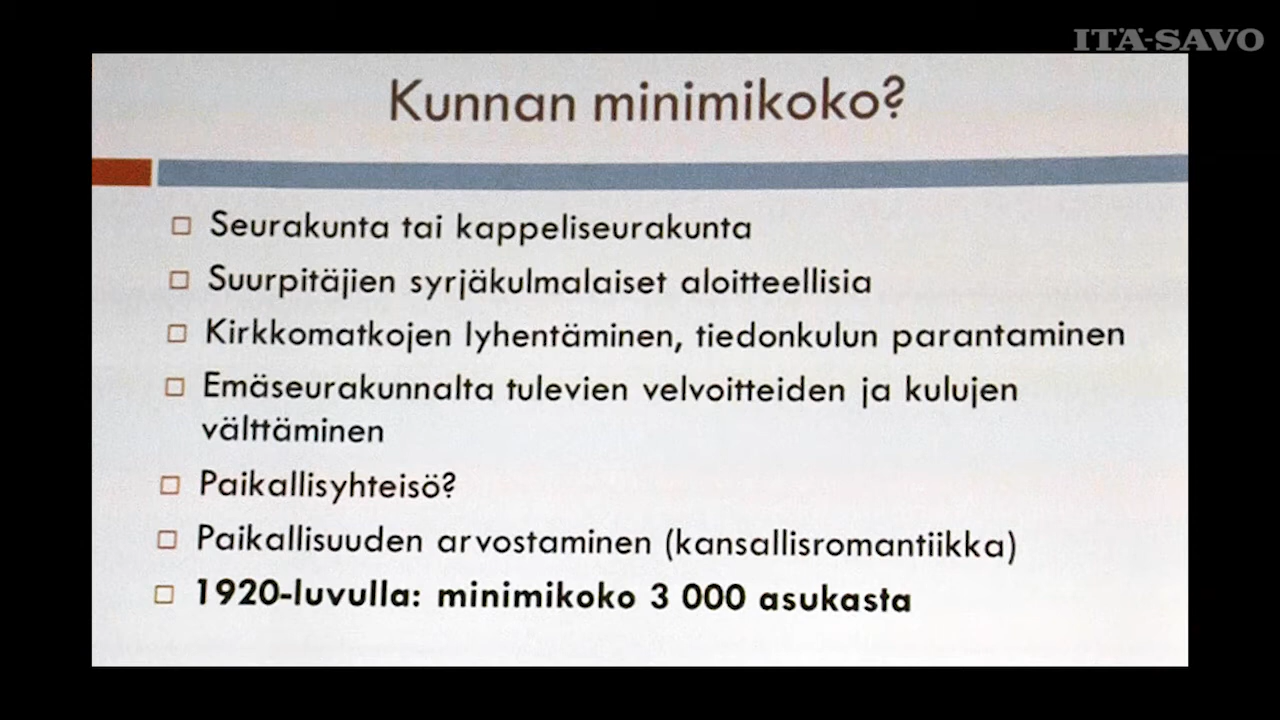 ITÄ-SAVO
Kunnan minimikoko?
Seurakunta tai kappeliseurakunta
Suurpitäjien syrjäkulmalaiset aloitteellisia
Kirkkomatkojen lyhentäminen, tiedonkulun parantaminen
Emäseurakunnalta tulevien velvoitteiden ja kulujen
välttäminen
Paikallisyhteisö?
Paikallisuuden arvostaminen (kansallisromantiikka)
1920-luvulla: minimikoko 3 000 asukasta